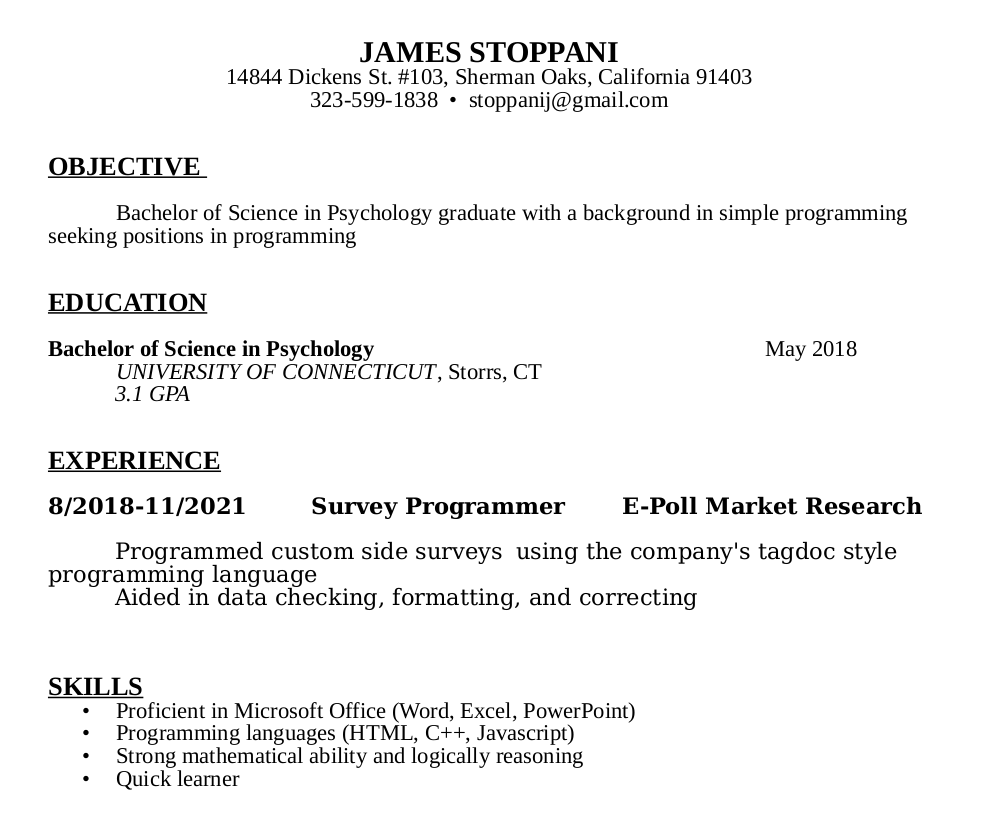 JAMES STOPPANI
14844 Dickens St. #103, Sherman Oaks, California 91403
323-599-1838 • stoppanij@gmail.com
OBJECTIVE
Bachelor of Science in Psychology graduate with a background in simple programming
seeking positions in programming
EDUCATION
Bachelor of Science in Psychology May 2018
UNIVERSITY OF CONNECTICUT, Storrs, CT
3.1 GPA
EXPERIENCE
8/2018-11/2021 Survey Programmer E-Poll Market Research
Programmed custom side surveys using the company's tagdoc style
programming language
Aided in data checking, formatting, and correcting
SKILLS
• Proficient in Microsoft Office (Word, Excel, PowerPoint)
• Programming languages (HTML, C++, Javascript)
• Strong mathematical ability and logically reasoning
• Quick learner